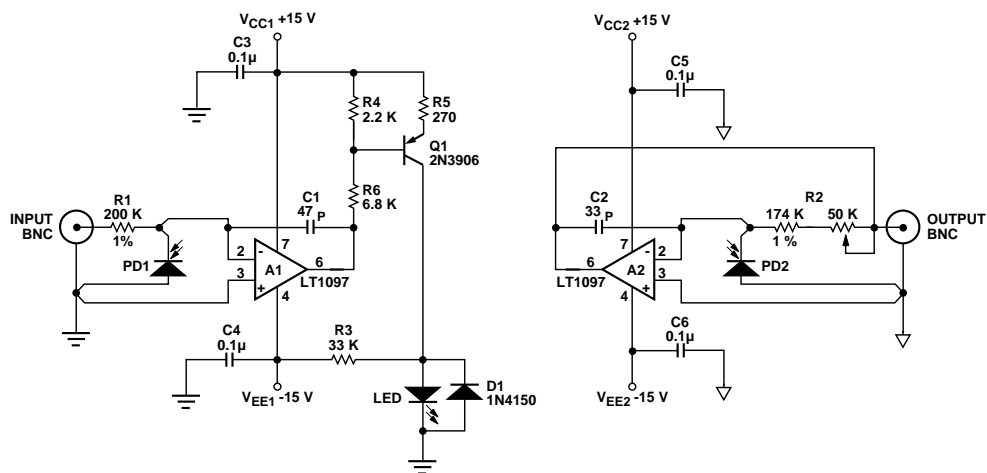 VCC1 +15 V
C3
0.1µ
R4
2.2 K
R5
270
Q1
2N3906
R6
6.8 K
C1
47 P
R1
200 K
1%
INPUT
BNC
PD1
2
3
-
+
A1
7
4
6
LT1097
C4
0.1µ
R3
33 K
VEE1 -15 V
LED
D1
1N4150
VCC2 +15 V
C5
0.1µ
C2
33 P
R2
174 K
1 %
50 K
OUTPUT
BNC
PD2
7
2
3
-
+
A2
6
4
LT1097
C6
0.1µ
VEE2 -15 V